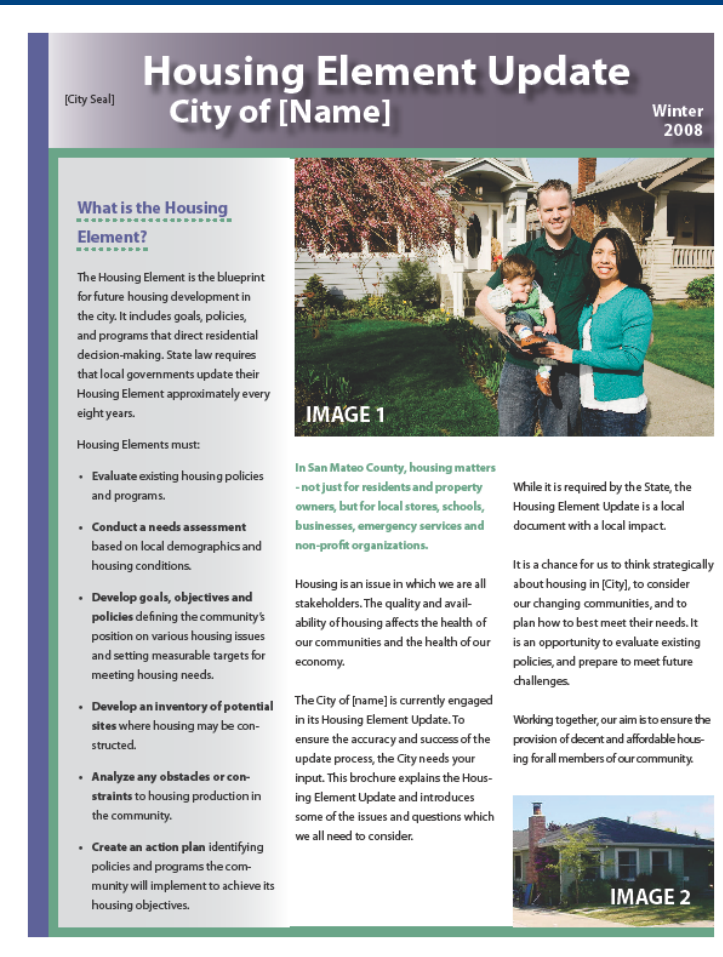 Housing Element Update
[City Seal]
City of [Name]
Winter
2008
What is the Housing
Element?
The Housing Element is the blueprint
for future housing development in
the city. It includes goals, policies,
and programs that direct residential
decision-making. State law requires
that local governments update their
Housing Element approximately every
eight years.
Housing Elements must:
• Evaluate existing housing policies
and programs.
• Conduct a needs assessment
based on local demographics and
housing conditions.
• Develop goals, objectives and
policies defining the community's
position on various housing issues
and setting measurable targets for
meeting housing needs.
• Develop an inventory of potential
sites where housing may be con-
structed.
• Analyze any obstacles or con-
straints to housing production in
the community.
• Create an action plan identifying
policies and programs the com-
munity will implement to achieve its
housing objectives.
IMAGE 1
In San Mateo County, housing matters
- not just for residents and property
owners, but for local stores, schools,
businesses, emergency services and
non-profit organizations.
Housing is an issue in which we are all
stakeholders. The quality and avail-
ability of housing affects the health of
our communities and the health of our
economy.
The City of [name] is currently engaged
in its Housing Element Update. To
ensure the accuracy and success of the
update process, the City needs your
input. This brochure explains the Hous-
ing Element Update and introduces
some of the issues and questions which
we all need to consider.
While it is required by the State, the
Housing Element Update is a local
document with a local impact.
It is a chance for us to think strategically
about housing in [City], to consider
our changing communities, and to
plan how to best meet their needs. It
is an opportunity to evaluate existing
policies, and prepare to meet future
challenges.
Working together, our aim is to ensure the
provision of decent and affordable hous-
ing for all members of our community.
IMAGE 2